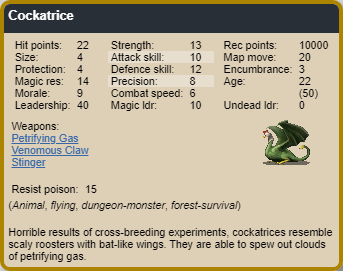 Cockatrice
Hit points: 22 Strength: 13 Rec points: 10000
Size: 4 Attack skill: 10 Map move: 20
Protection: 4 Defence skill: 12 Encumbrance: 3
Magic res: 14 Precision: 8 Age: 22
Morale: 9 Combat speed: 6 (50)
Leadership: 40 Magic ldr: 10 Undead ldr: 0
Weapons:
Petrifying Gas
Venomous Claw
Stinger
Resist poison: 15
(Animal, flying, dungeon-monster, forest-survival)
Horrible results of cross-breeding experiments, cockatrices resemble
scaly roosters with bat-like wings. They are able to spew out clouds
of petrifying gas.